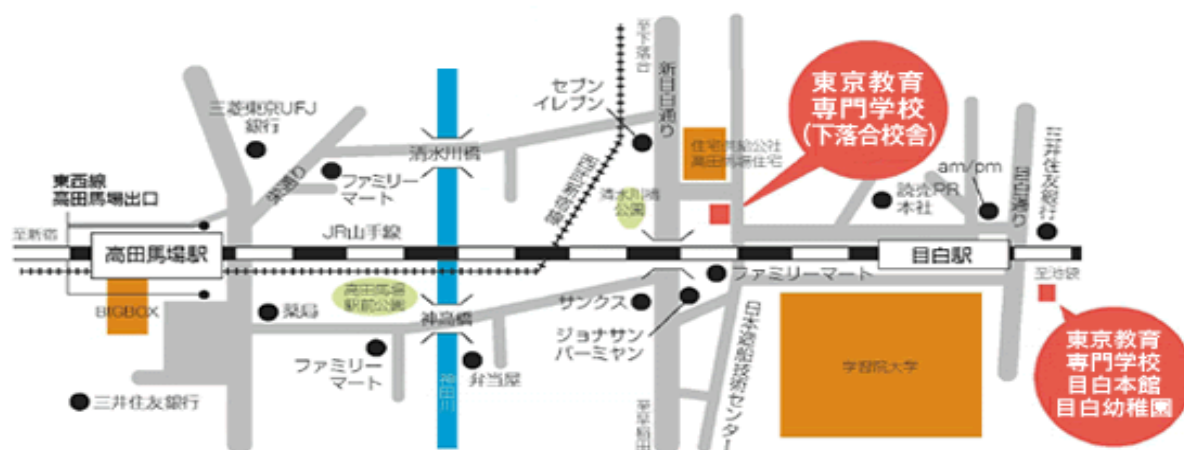 至下落合
新目白通り
東京教育
専門学校
(下落合校舎)
セブン
イレブン
三菱東京UFJ
銀行
栄通り
清水川橋
ファミリー
マート
住宅供給公社
高田馬場住宅
am/pm
読売PR
本社
目白通り
三井住友銀行
東西線
高田馬場出口
西武新宿線
清水川橋
公園
至新宿
高田馬場駅
JR山手線
目白駅
至池袋
ファミリーマート
BIGBOX
薬局
高田馬場
駅前公園
神高橋
サンクス
ジョナサン
バーミヤン
ファミリー
マート
弁当屋
神田川
三井住友銀行
至早稲田
学習院大学
東京教育
専門学校
目白本館
目白幼稚園